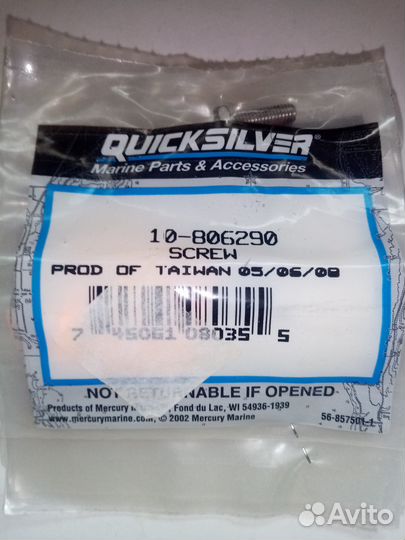 QUICKSILVER®
Marine Parts & Accessories
10-806290
SCREW
PROD OF TAIWAN 05/06/08
7 45061 08035 5
NOT RETURNABLE IF OPENED
Products of Mercury Fond du Lac, WI 54936-1939
www.mercurymarine.com, © 2002 Mercury Marine
56-857501-1
Avito